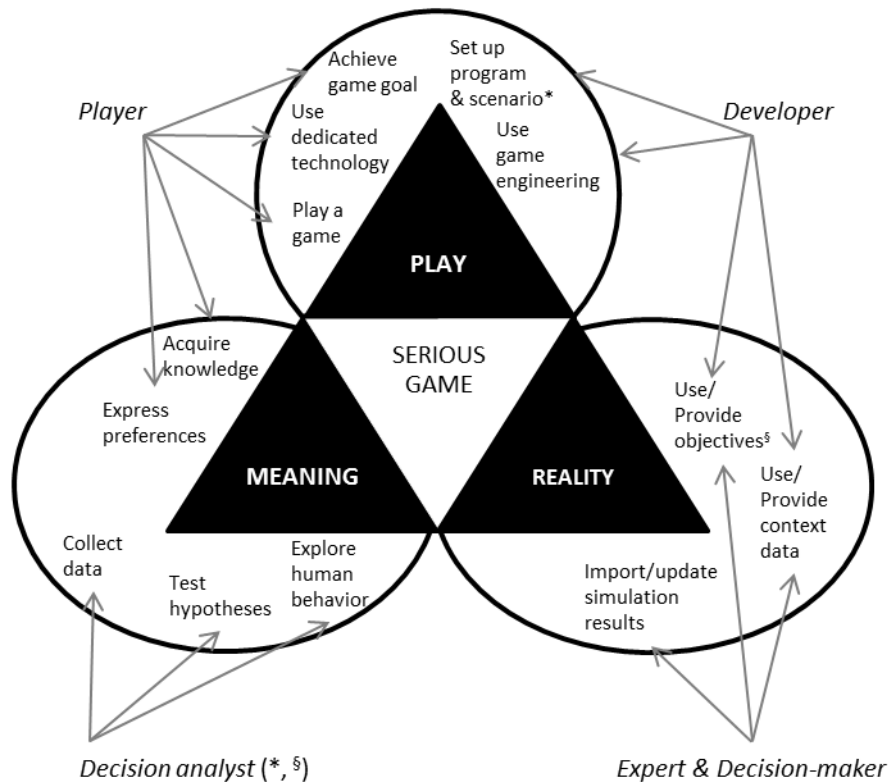 Achieve
game goal
Set up
program
& scenario*
Player
Developer
Use
dedicated
technology
Use
game
engineering
Play a
game
PLAY
SERIOUS
GAME
Acquire
knowledge
Express
preferences
Use/
Provide
objectives§
MEANING
REALITY
Use/
Provide
context
data
Collect
data
Test
hypotheses
Explore
human
behavior
Import/update
simulation
results
Decision analyst (*, §)
Expert & Decision-maker